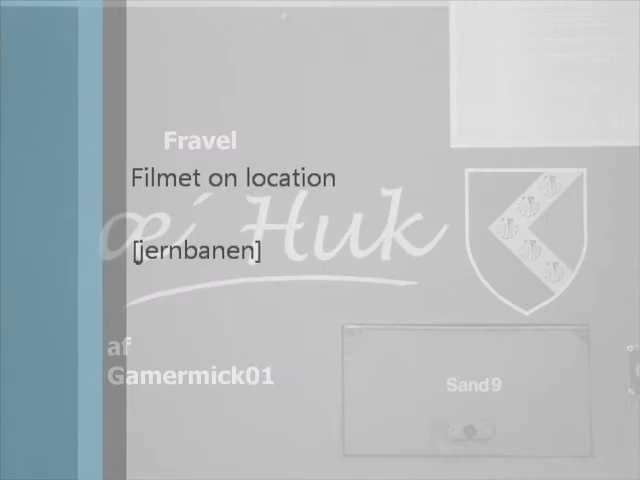 Fravel
Filmet on location
œ' Huk
[jernbanen]
af
Sand9
Gamermick01